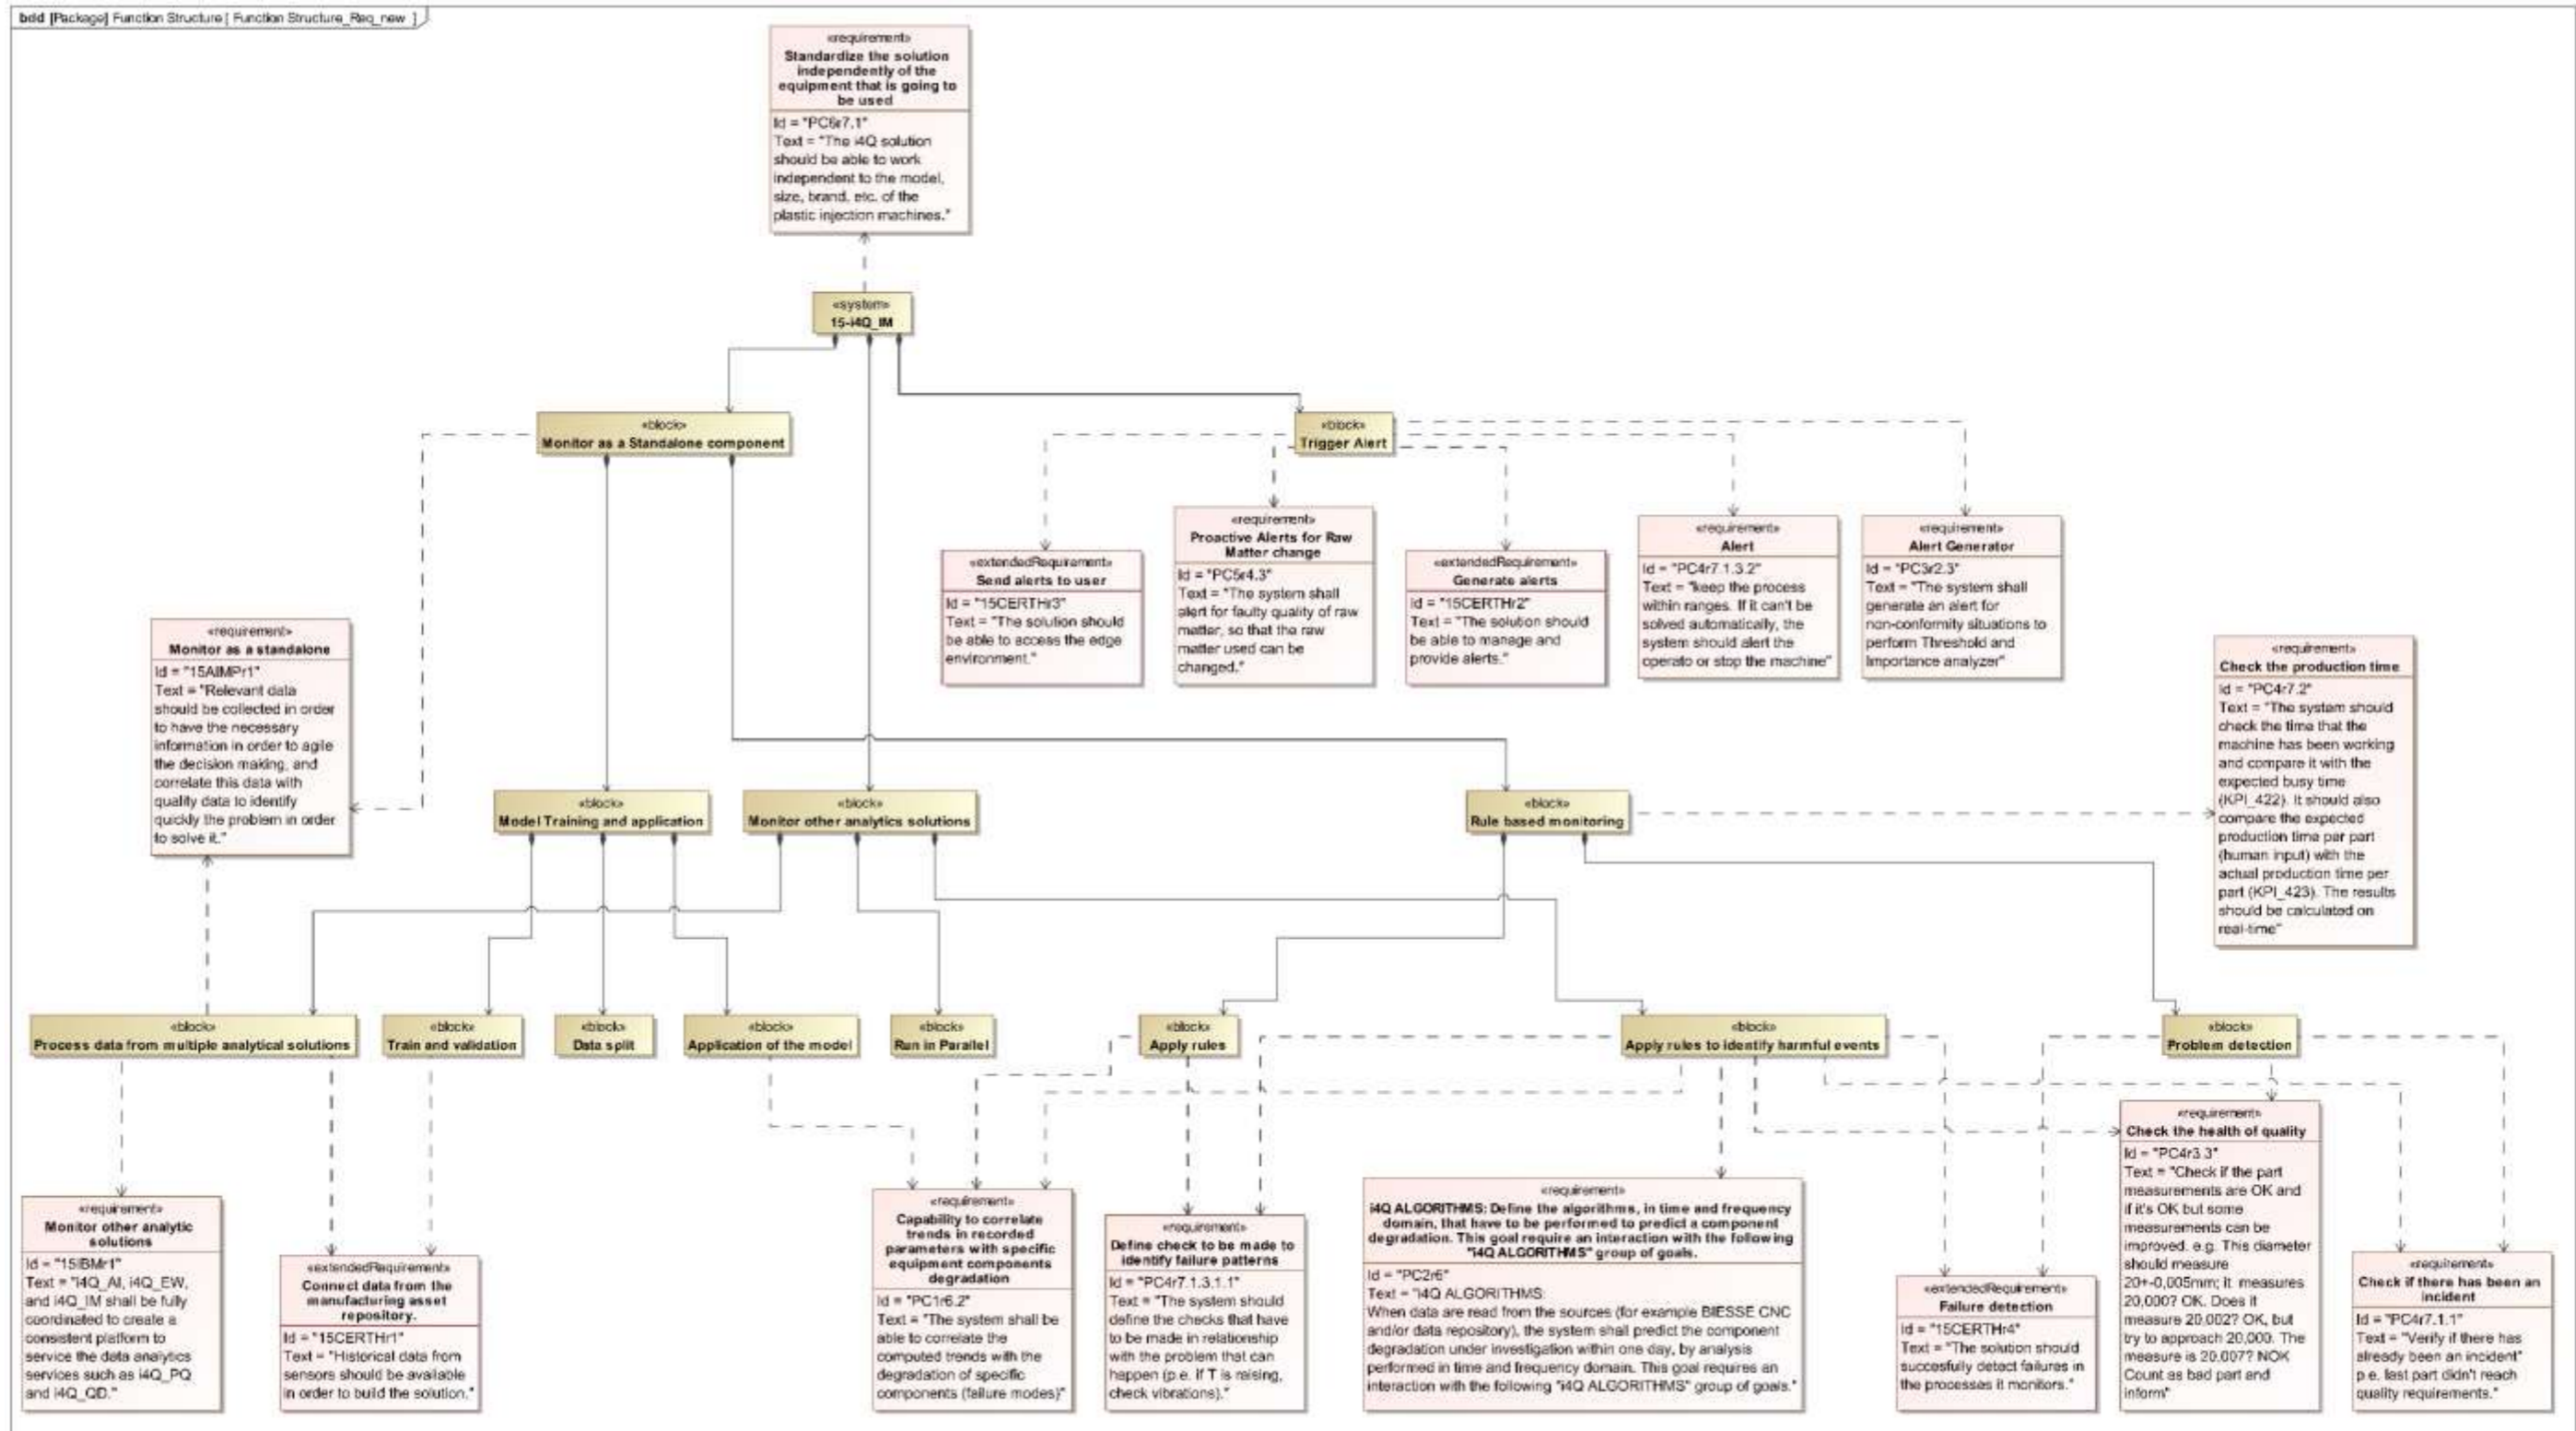 bdd [Package] Function Structure [ Function Structure_Req_new ]
«requirement»
Standardize the solution
independently of the
equipment that is going to
be used
Id = "PC6r7.1"
Text = "The i4Q solution
should be able to work
independent to the model,
size, brand, etc. of the
plastic injection machines."
«system»
15-i4Q_IM
«block»
Monitor as a Standalone component
«block»
Trigger Alert
«extendedRequirement»
Send alerts to user
Id = "15CERTHr3"
Text = "The solution should
be able to access the edge
environment."
«requirement»
Proactive Alerts for Raw
Matter change
Id = "PC5r4.3"
Text = "The system shall
alert for faulty quality of raw
matter, so that the raw
matter used can be
changed."
«extendedRequirement»
Generate alerts
Id = "15CERTHr2"
Text = "The solution should
be able to manage and
provide alerts."
«requirement»
Alert
Id = "PC4r7.1.3.2"
Text = "keep the process
within ranges. If it can't be
solved automatically, the
system should alert the
operato or stop the machine"
«requirement»
Alert Generator
Id = "PC3r2.3"
Text = "The system shall
generate an alert for
non-conformity situations to
perform Threshold and
Importance analyzer"
«requirement»
Monitor as a standalone
Id = "15AIMPr1"
Text = "Relevant data
should be collected in order
to have the necessary
information in order to agile
the decision making, and
correlate this data with
quality data to identify
quickly the problem in order
to solve it."
«requirement»
Check the production time
Id = "PC4r7.2"
Text = "The system should
check the time that the
machine has been working
and compare it with the
expected busy time
(KPI_422). It should also
compare the expected
production time per part
(human input) with the
actual production time per
part (KPI_423). The results
should be calculated on
real-time"
«block»
Model Training and application
«block»
Monitor other analytics solutions
«block»
Rule based monitoring
«block»
Process data from multiple analytical solutions
«block»
Train and validation
«block»
Data split
«block»
Application of the model
«block»
Run in Parallel
«block»
Apply rules
«block»
Apply rules to identify harmful events
«block»
Problem detection
«requirement»
Monitor other analytic
solutions
Id = "15IBMr1"
Text = "i4Q_AI, i4Q_EW,
and i4Q_IM shall be fully
coordinated to create a
consistent platform to
service the data analytics
services such as i4Q_PQ
and i4Q_QD."
«extendedRequirement»
Connect data from the
manufacturing asset
repository.
Id = "15CERTHr1"
Text = "Historical data from
sensors should be available
in order to build the solution."
«requirement»
Capability to correlate
trends in recorded
parameters with specific
equipment components
degradation
Id = "PC1r6.2"
Text = "The system shall be
able to correlate the
computed trends with the
degradation of specific
components (failure modes)"
«requirement»
Define check to be made to
identify failure patterns
Id = "PC4r7.1.3.1.1"
Text = "The system should
define the checks that have
to be made in relationship
with the problem that can
happen (p.e. if T is raising,
check vibrations)."
«requirement»
i4Q ALGORITHMS: Define the algorithms, in time and frequency
domain, that have to be performed to predict a component
degradation. This goal require an interaction with the following
"i4Q ALGORITHMS" group of goals.
Id = "PC2r6"
Text = "i4Q ALGORITHMS:
When data are read from the sources (for example BIESSE CNC
and/or data repository), the system shall predict the component
degradation under investigation within one day, by analysis
performed in time and frequency domain. This goal requires an
interaction with the following "i4Q ALGORITHMS" group of goals."
«extendedRequirement»
Failure detection
Id = "15CERTHr4"
Text = "The solution should
succesfully detect failures in
the processes it monitors."
«requirement»
Check the health of quality
Id = "PC4r3.3"
Text = "Check if the part
measurements are OK and
if it's OK but some
measurements can be
improved. e.g. This diameter
should measure
20+-0,005mm; it measures
20,000? OK. Does it
measure 20,002? OK, but
try to approach 20,000. The
measure is 20.007? NOK
Count as bad part and
inform"
«requirement»
Check if there has been an
incident
Id = "PC4r7.1.1"
Text = "Verify if there has
already been an incident"
p.e. last part didn't reach
quality requirements."